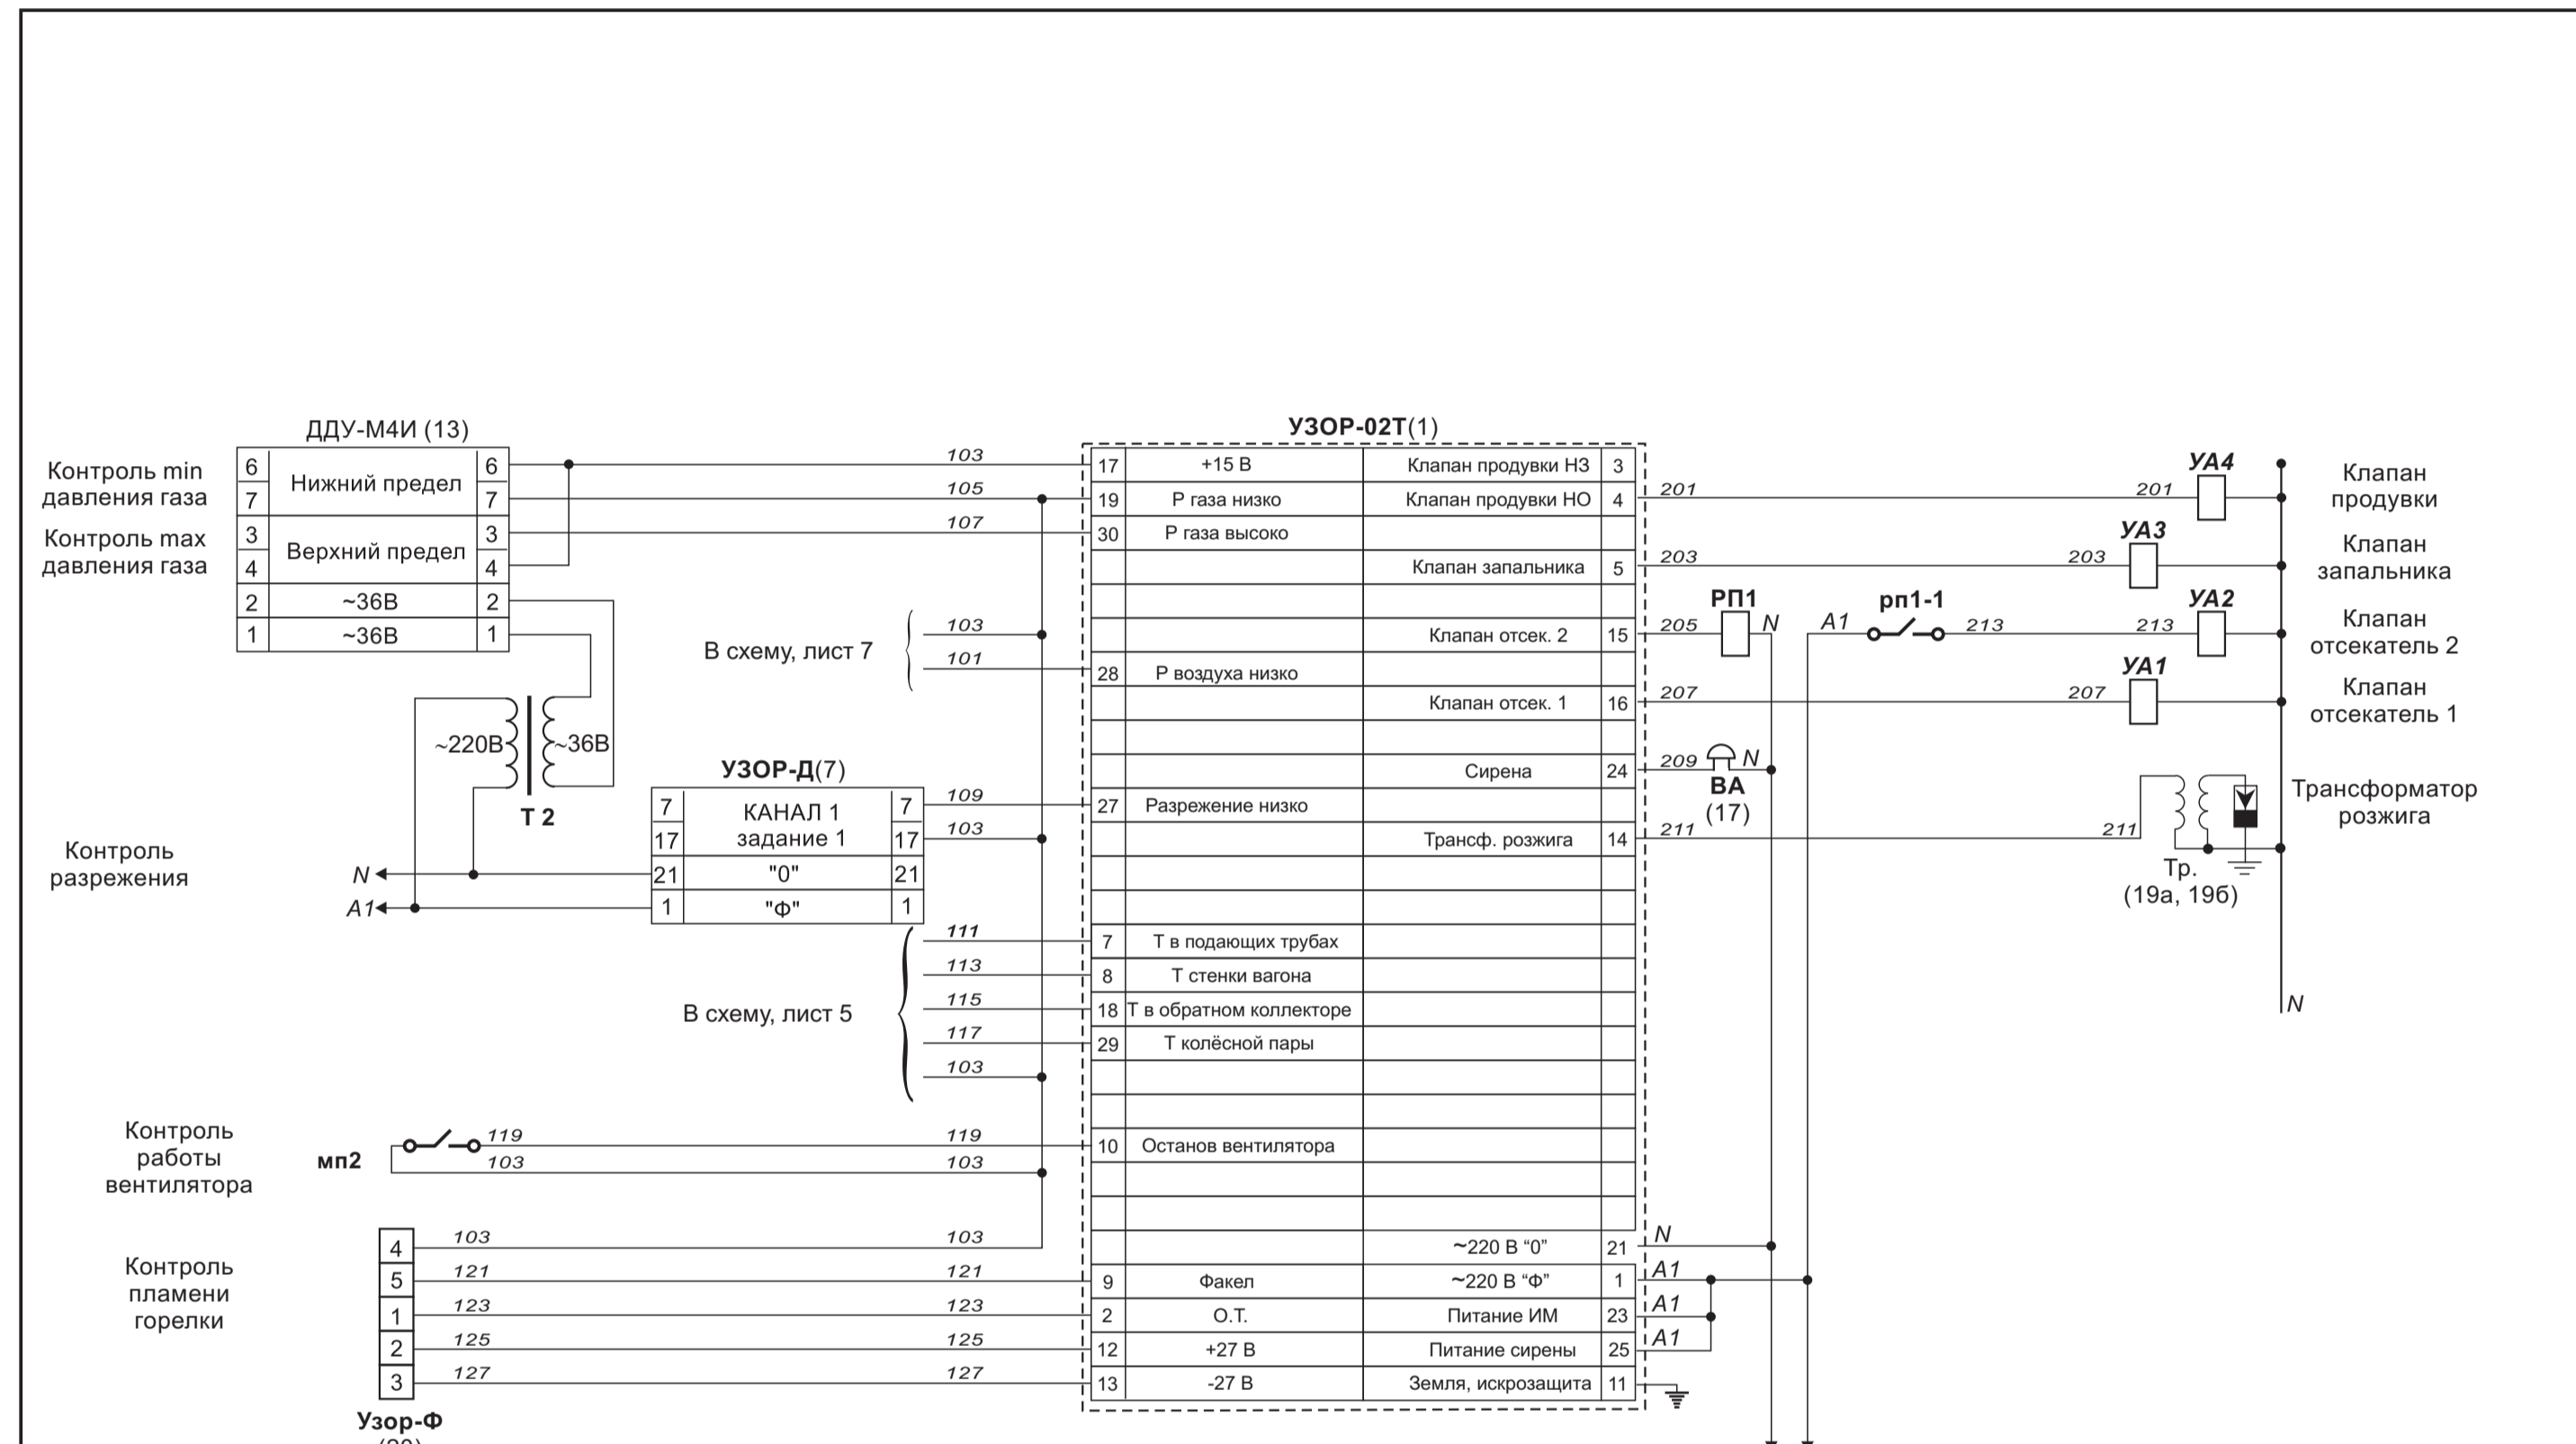 ДДУ-М4И (13)
Контроль min
давления газа
Контроль max
давления газа
6 Нижний предел 6
7 7
3 Верхний предел 3
4 4
2 ~36В 2
1 ~36В 1
103
105
107
В схему, лист 7
103
101
~220В ~36В
Т 2
УЗОР-Д(7)
7 КАНАЛ 1 7
17 задание 1 17
21 "0" 21
1 "Ф" 1
109
103
Контроль
разрежения
N
А1
В схему, лист 5
111
113
115
117
103
Контроль
работы
вентилятора
мп2
119 119
103 103
Контроль
пламени
горелки
4 103 103
5 121 121
1 123 123
2 125 125
3 127 127
Узор-Ф
УЗОР-02Т(1)
17 +15 В Клапан продувки НЗ 3
19 Р газа низко Клапан продувки НО 4
30 Р газа высоко
Клапан запальника 5
Клапан отсек. 2 15
28 Р воздуха низко
Клапан отсек. 1 16
Сирена 24
27 Разрежение низко
Трансф. розжига 14
7 Т в подающих трубах
8 Т стенки вагона
18 Т в обратном коллекторе
29 Т колёсной пары
10 Останов вентилятора
~220 В “0” 21
9 Факел ~220 В “Ф” 1
2 О.Т. Питание ИМ 23
12 +27 В Питание сирены 25
13 -27 В Земля, искрозащита 11
201 201 УА4
Клапан
продувки
203 203 УА3
Клапан
запальника
205 РП1 N А1 рп1-1 213 213 УА2
Клапан
отсекатель 2
207 207 УА1
Клапан
отсекатель 1
209 N
ВА
(17)
211 211
Трансформатор
розжига
Тр.
(19а, 19б)
N
N
А1
А1
А1